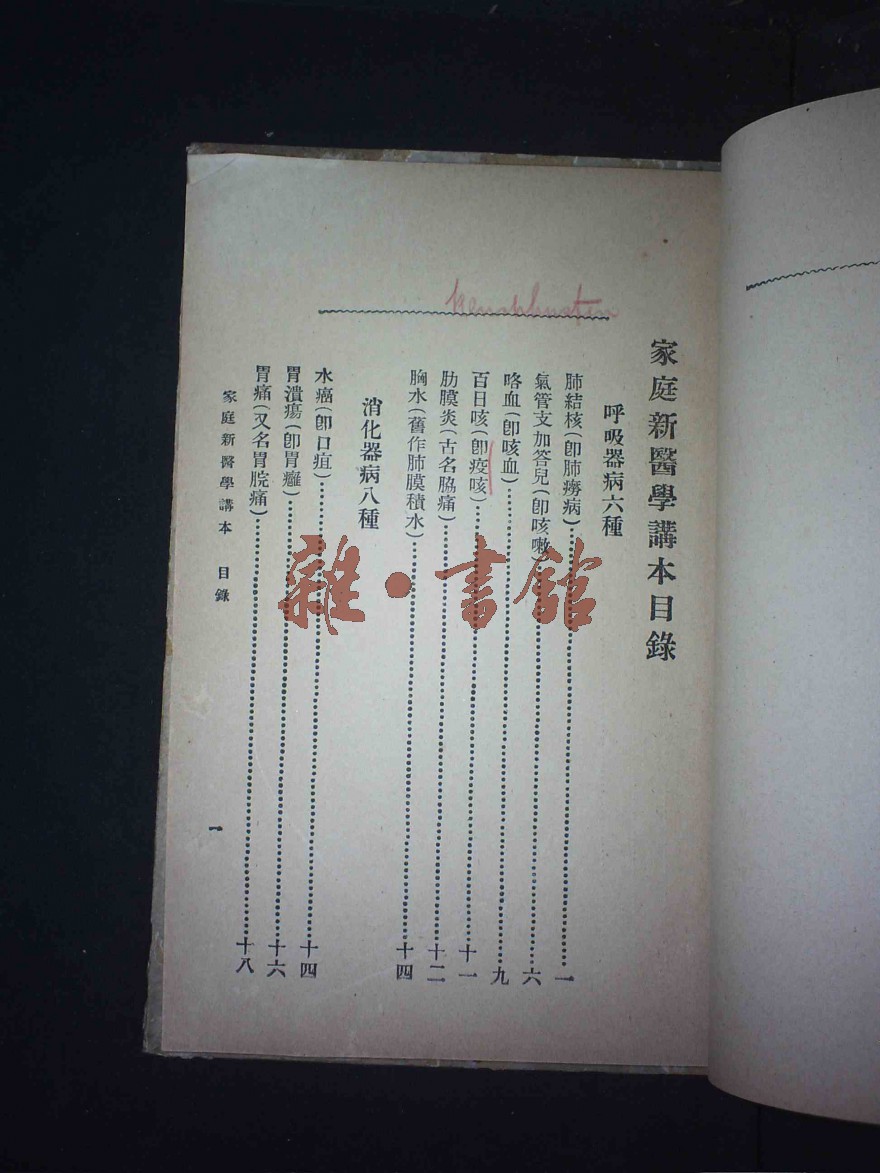 家庭新醫學講本目錄
呼吸器病六種
肺結核(卽肺癆病)……一
氣管支加答兒(卽咳嗽)……六
咯血(卽咳血)……九
百日咳(卽疫咳)……十一
肋膜炎(古名脇痛)……十二
胸水(舊作肺膜積水)……十四
消化器病八種
水癌(卽口疽)……十四
胃潰瘍(卽胃癰)……十六
胃痛(又名胃脘痛)……十八
家庭新醫學講本 目錄
一
Keuchhusten
雜·書館